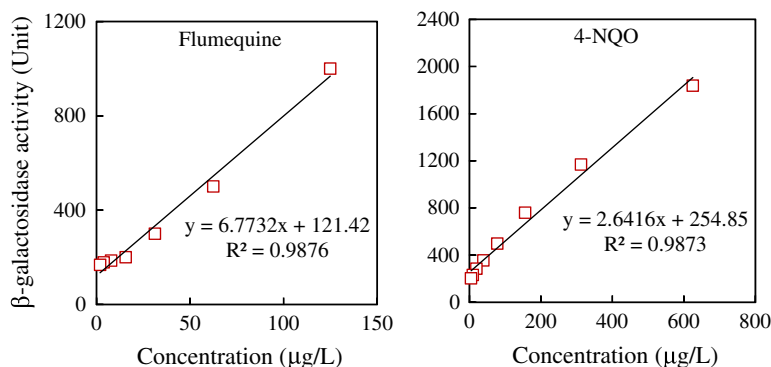 β-galactosidase activity (Unit)
1200
800
400
0
Flumequine
y = 6.7732x + 121.42
R² = 0.9876
0 50 100 150
Concentration (μg/L)
2400
2000
1600
1200
800
400
0
4-NQO
y = 2.6416x + 254.85
R² = 0.9873
0 200 400 600 800
Concentration (μg/L)